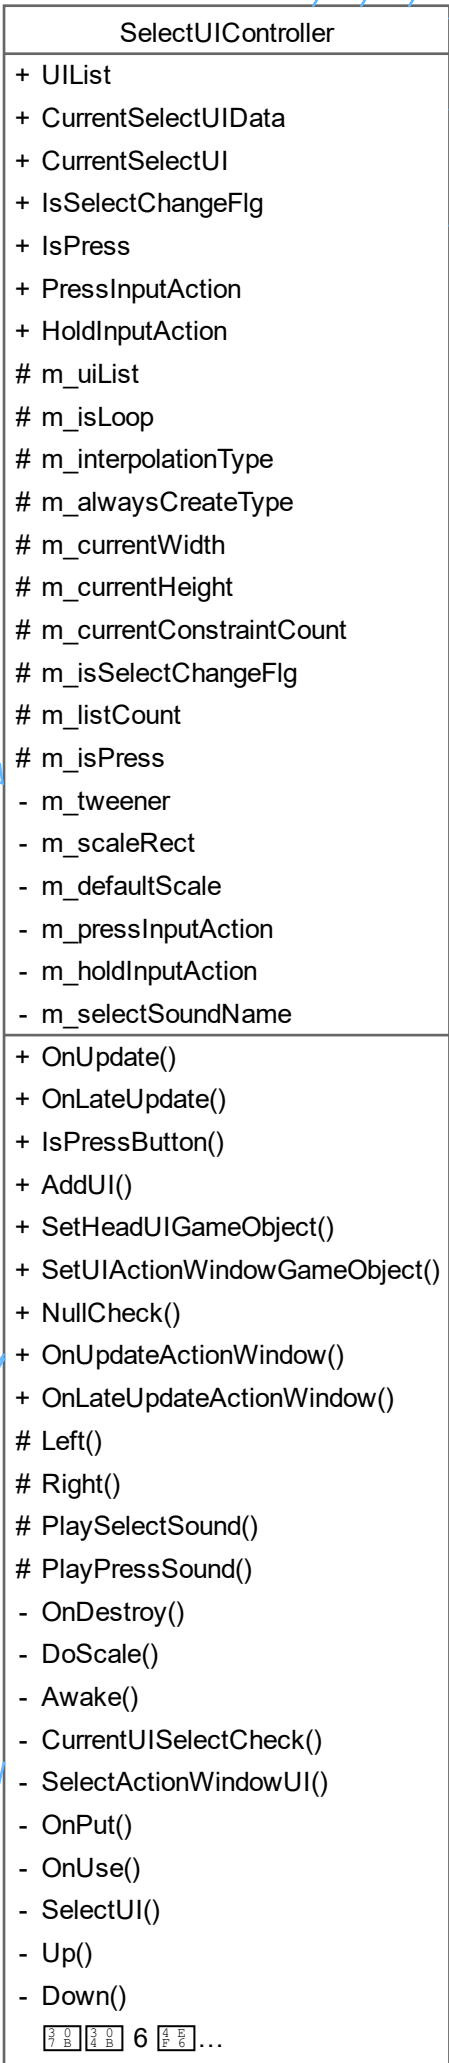 SelectUIController
+ UIList
+ CurrentSelectUIData
+ CurrentSelectUI
+ IsSelectChangeFlg
+ IsPress
+ PressInputAction
+ HoldInputAction
# m_uiList
# m_isLoop
# m_interpolationType
# m_alwaysCreateType
# m_currentWidth
# m_currentHeight
# m_currentConstraintCount
# m_isSelectChangeFlg
# m_listCount
# m_isPress
- m_tweener
- m_scaleRect
- m_defaultScale
- m_pressInputAction
- m_holdInputAction
- m_selectSoundName
+ OnUpdate()
+ OnLateUpdate()
+ IsPressButton()
+ AddUI()
+ SetHeadUIGameObject()
+ SetUIActionWindowGameObject()
+ NullCheck()
+ OnUpdateActionWindow()
+ OnLateUpdateActionWindow()
# Left()
# Right()
# PlaySelectSound()
# PlayPressSound()
- OnDestroy()
- DoScale()
- Awake()
- CurrentUISelectCheck()
- SelectActionWindowUI()
- OnPut()
- OnUse()
- SelectUI()
- Up()
- Down()
6 ...